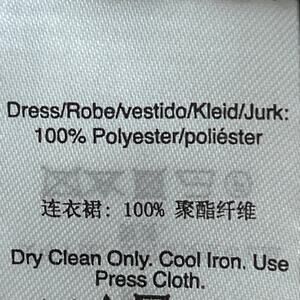 Dress/Robe/vestido/Kleid/Jurk:
100% Polyester/poliéster
连衣裙: 100% 聚酯纤维
Dry Clean Only. Cool Iron. Use
Press Cloth.